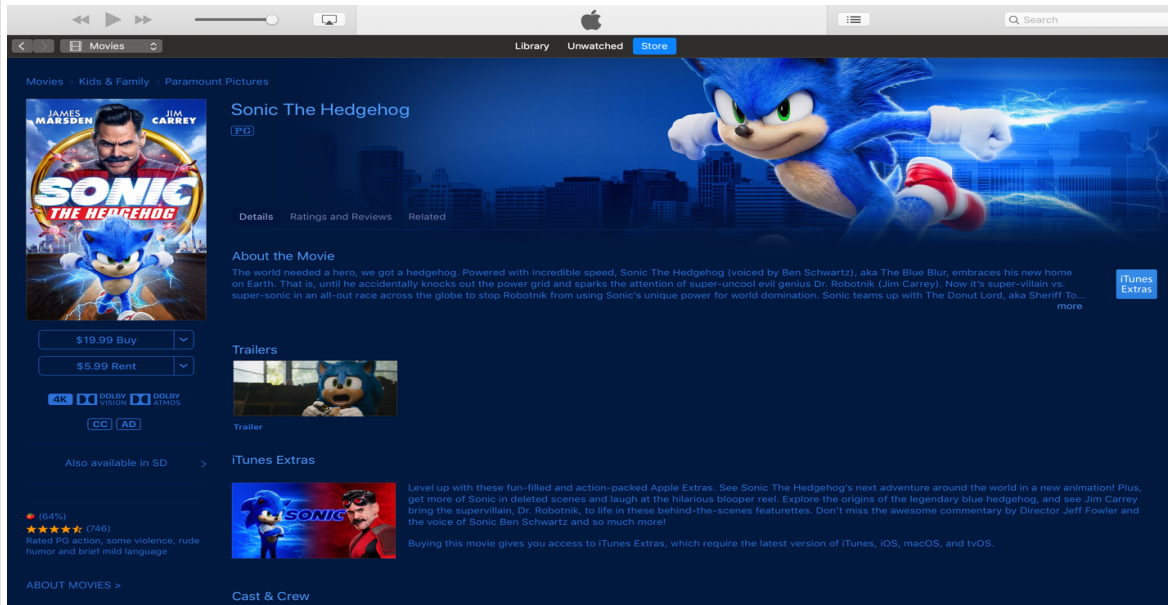 Search
Movies
Library Unwatched Store
Movies > Kids & Family > Paramount Pictures
JAMES MARSDEN
JIM CARREY
SONIC
THE HEDGEHOG
Sonic The Hedgehog
PG
Details Ratings and Reviews Related
About the Movie
The world needed a hero, we got a hedgehog. Powered with incredible speed, Sonic The Hedgehog (voiced by Ben Schwartz), aka The Blue Blur, embraces his new home
on Earth. That is, until he accidentally knocks out the power grid and sparks the attention of super-uncool evil genius Dr. Robotnik (Jim Carrey). Now it's super-villain vs.
super-sonic in an all-out race across the globe to stop Robotnik from using Sonic's unique power for world domination. Sonic teams up with The Donut Lord, aka Sheriff To...
more
iTunes
Extras
$19.99 Buy
$5.99 Rent
4K DOLBY VISION DOLBY ATMOS
CC AD
Also available in SD >
(64%)
(746)
Rated PG action, some violence, rude
humor and brief mild language
ABOUT MOVIES >
Trailers
Trailer
iTunes Extras
SONIC
Level up with these fun-filled and action-packed Apple Extras. See Sonic The Hedgehog's next adventure around the world in a new animation! Plus,
get more of Sonic in deleted scenes and laugh at the hilarious blooper reel. Explore the origins of the legendary blue hedgehog, and see Jim Carrey
bring the supervillain, Dr. Robotnik, to life in these behind-the-scenes featurettes. Don't miss the awesome commentary by Director Jeff Fowler and
the voice of Sonic Ben Schwartz and so much more!
Buying this movie gives you access to iTunes Extras, which require the latest version of iTunes, iOS, macOS, and tvOS.
Cast & Crew